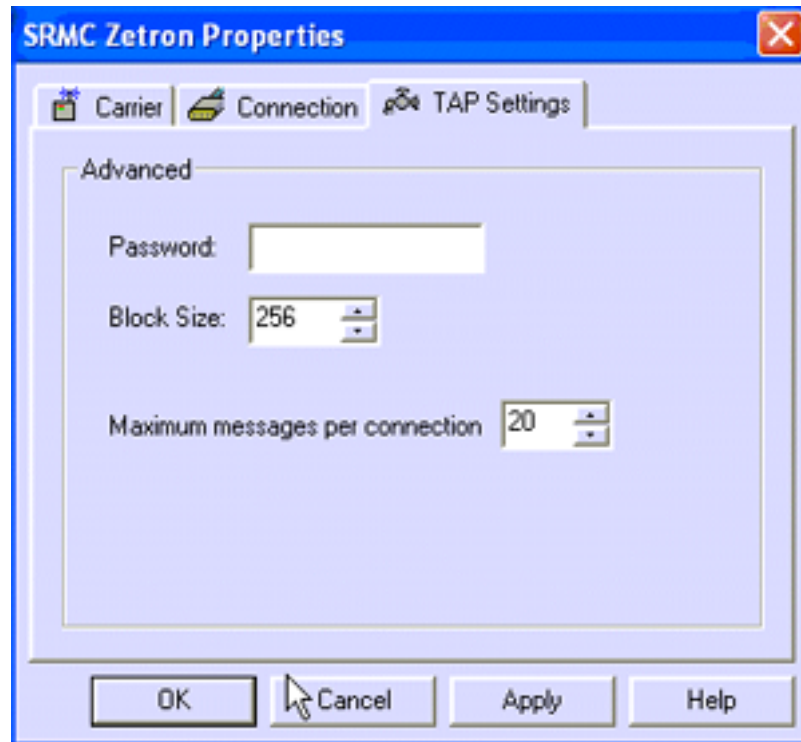 SRMC Zetron Properties
Carrier Connection TAP Settings
Advanced
Password:
Block Size: 256
Maximum messages per connection 20
OK Cancel Apply Help